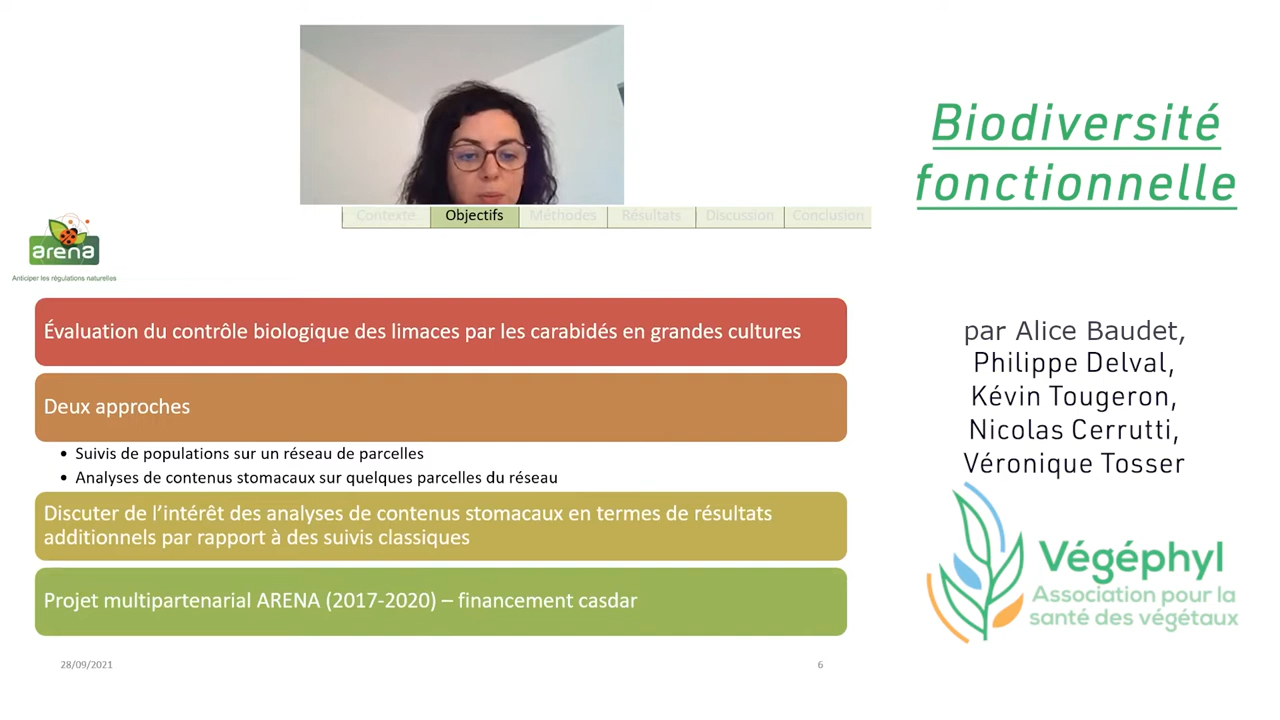 Contexte
Objectifs
Méthodes
Résultats
Discussion
Conclusion
arena
Anticiper les régulations naturelles
Évaluation du contrôle biologique des limaces par les carabidés en grandes cultures
Deux approches
• Suivis de populations sur un réseau de parcelles
• Analyses de contenus stomacaux sur quelques parcelles du réseau
Discuter de l'intérêt des analyses de contenus stomacaux en termes de résultats
additionnels par rapport à des suivis classiques
Projet multipartenarial ARENA (2017-2020) – financement casdar
28/09/2021
6
Biodiversité
fonctionnelle
par Alice Baudet,
Philippe Delval,
Kévin Tougeron,
Nicolas Cerrutti,
Véronique Tosser
Végéphyl
Association pour la
santé des végétaux